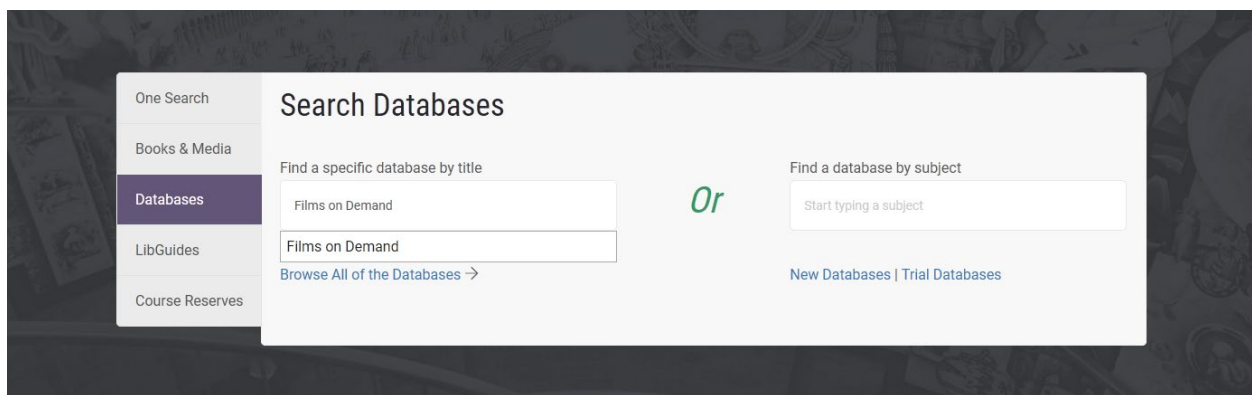 One Search
Books & Media
Databases
LibGuides
Course Reserves
Search Databases
Find a specific database by title
Films on Demand
Films on Demand
Browse All of the Databases →
Or
Find a database by subject
Start typing a subject
New Databases | Trial Databases